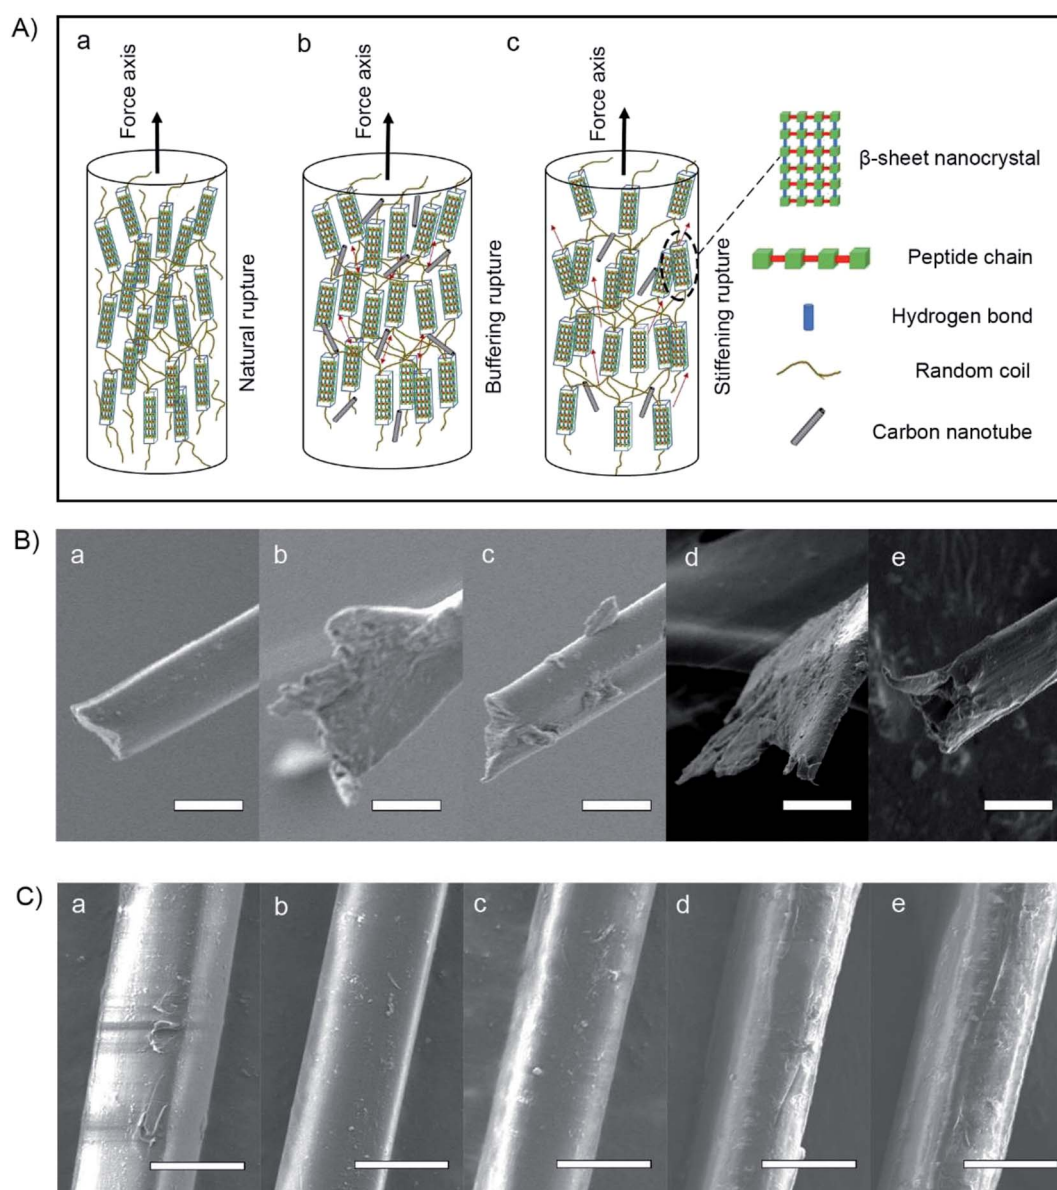 A)
a
b
c
Force axis
Force axis
Force axis
Natural rupture
Buffering rupture
Stiffening rupture
β-sheet nanocrystal
Peptide chain
Hydrogen bond
Random coil
Carbon nanotube
B)
a
b
c
d
e
C)
a
b
c
d
e